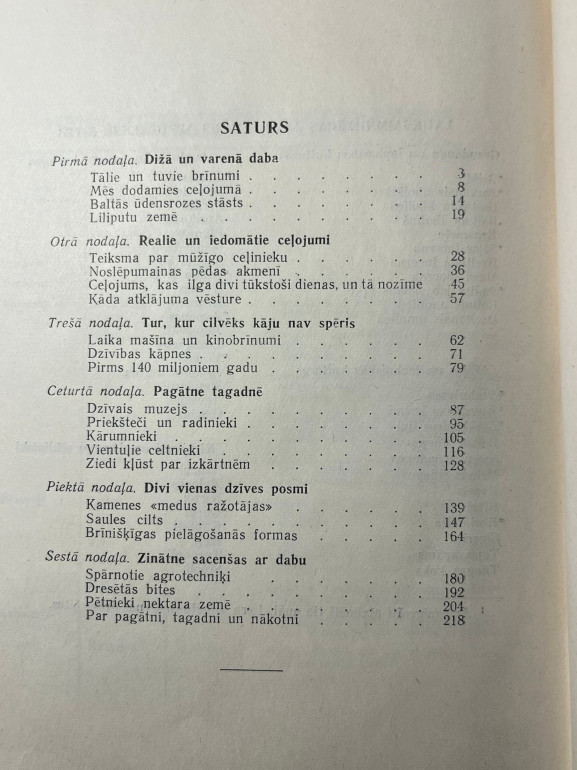 SATURS
Pirmā nodaļa. Dižā un varenā daba
Tālie un tuvie brīnumi . . . . . . . 3
Mēs dodamies ceļojumā . . . . . . . 8
Baltās ūdensrozes stāsts . . . . . . . 14
Liliputu zemē . . . . . . . . 19
Otrā nodaļa. Reālie un iedomātie ceļojumi
Teiksma par mūžīgo ceļinieku . . . . . 28
Noslēpumainas pēdas akmenī . . . . . 36
Ceļojums, kas ilga divi tūkstoši dienas, un tā nozīme 45
Kāda atklājuma vēsture . . . . . . . 57
Trešā nodaļa. Tur, kur cilvēks kāju nav spēris
Laika mašīna un kinobrīnumi . . . . . 62
Dzīvības kāpnes . . . . . . . . 71
Pirms 140 miljoniem gadu . . . . . . 79
Ceturtā nodaļa. Pagātne tagadnē
Dzīvais muzejs . . . . . . . . 87
Priekšteči un radinieki . . . . . . . 95
Kārumnieki . . . . . . . . . 105
Vientuļie celtnieki . . . . . . . . 116
Ziedi kļūst par izkārtnēm . . . . . . 128
Piektā nodaļa. Divi vienas dzīves posmi
Kamenes «medus ražotājas» . . . . . 139
Saules cilts . . . . . . . . . 147
Brīnišķīgas pielāgošanās formas . . . . 164
Sestā nodaļa. Zinātne sacenšas ar dabu
Spārnotie agrotechniķi . . . . . . 180
Dresētās bites . . . . . . . . 192
Pētnieki nektara zemē . . . . . . . 204
Par pagātni, tagadni un nākotni . . . . 218